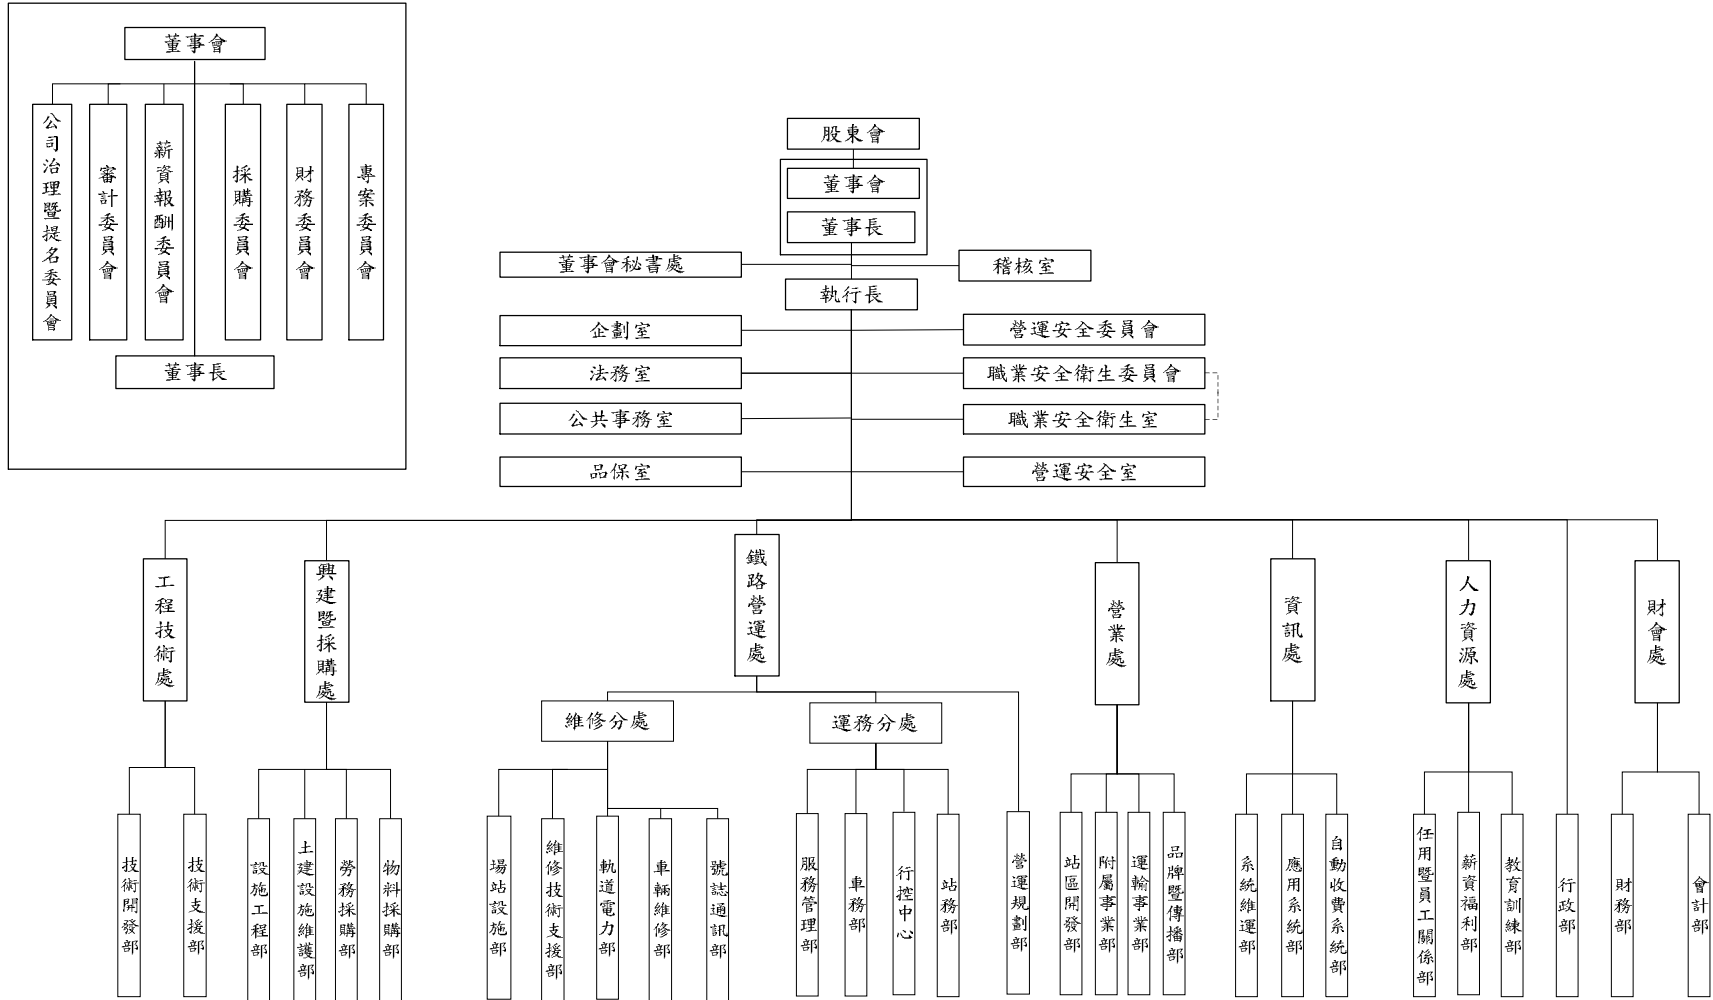 董事會
公司治理暨提名委員會
審計委員會
薪資報酬委員會
採購委員會
財務委員會
專案委員會
董事長
股東會
董事會
董事長
董事會秘書處
稽核室
執行長
企劃室
營運安全委員會
法務室
職業安全衛生委員會
公共事務室
職業安全衛生室
品保室
營運安全室
工程技術處
興建暨採購處
鐵路營運處
營業處
資訊處
人力資源處
財會處
維修分處
運務分處
技術開發部
技術支援部
設施工程部
土建設施維護部
勞務採購部
物料採購部
場站設施部
維修技術支援部
軌道電力部
車輛維修部
號誌通訊部
服務管理部
車務部
行控中心
站務部
營運規劃部
站區開發部
附屬事業部
運輸事業部
品牌暨傳播部
系統維運部
應用系統部
自動收費系統部
任用暨員工關係部
薪資福利部
教育訓練部
行政部
財務部
會計部